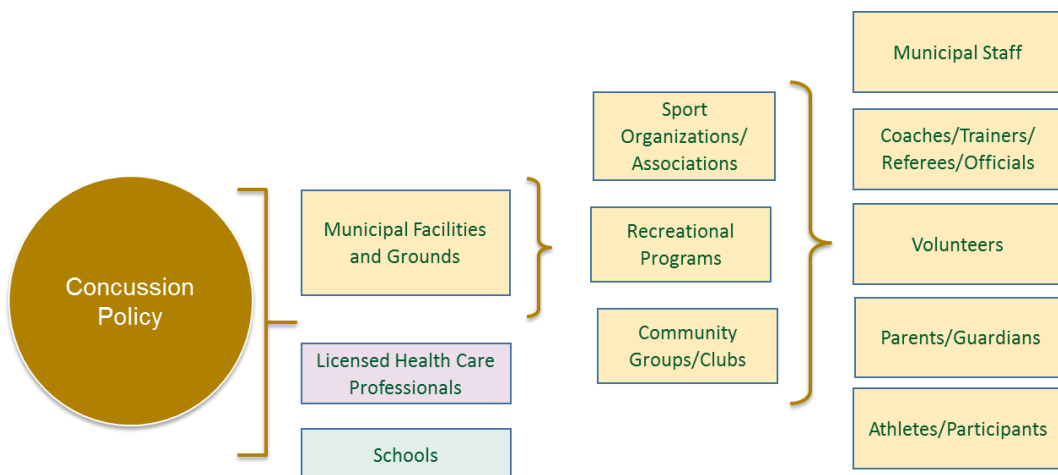 Concussion
Policy
Municipal Facilities
and Grounds
Licensed Health Care
Professionals
Schools
Sport
Organizations/
Associations
Recreational
Programs
Community
Groups/Clubs
Municipal Staff
Coaches/Trainers/
Referees/Officials
Volunteers
Parents/Guardians
Athletes/Participants